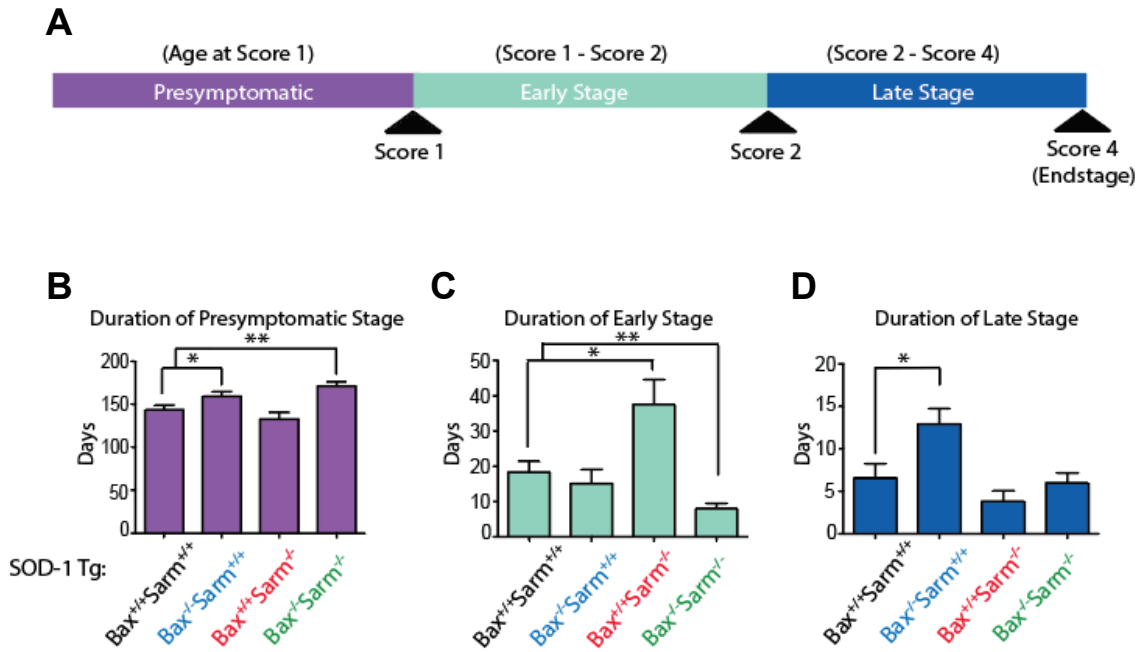 A
(Age at Score 1) (Score 1 - Score 2) (Score 2 - Score 4)
Presymptomatic Early Stage Late Stage
Score 1 Score 2 Score 4
(Endstage)
B
Duration of Presymptomatic Stage
**
*
200
150
100
50
0
Days
SOD-1 Tg:
Bax+/+Sarm+/+
Bax-/-Sarm+/+
Bax+/+Sarm-/-
Bax-/-Sarm-/-
C
Duration of Early Stage
**
*
50
40
30
20
10
0
Days
Bax+/+Sarm+/+
Bax-/-Sarm+/+
Bax+/+Sarm-/-
Bax-/-Sarm-/-
D
Duration of Late Stage
*
20
15
10
5
0
Days
Bax+/+Sarm+/+
Bax-/-Sarm+/+
Bax+/+Sarm-/-
Bax-/-Sarm-/-